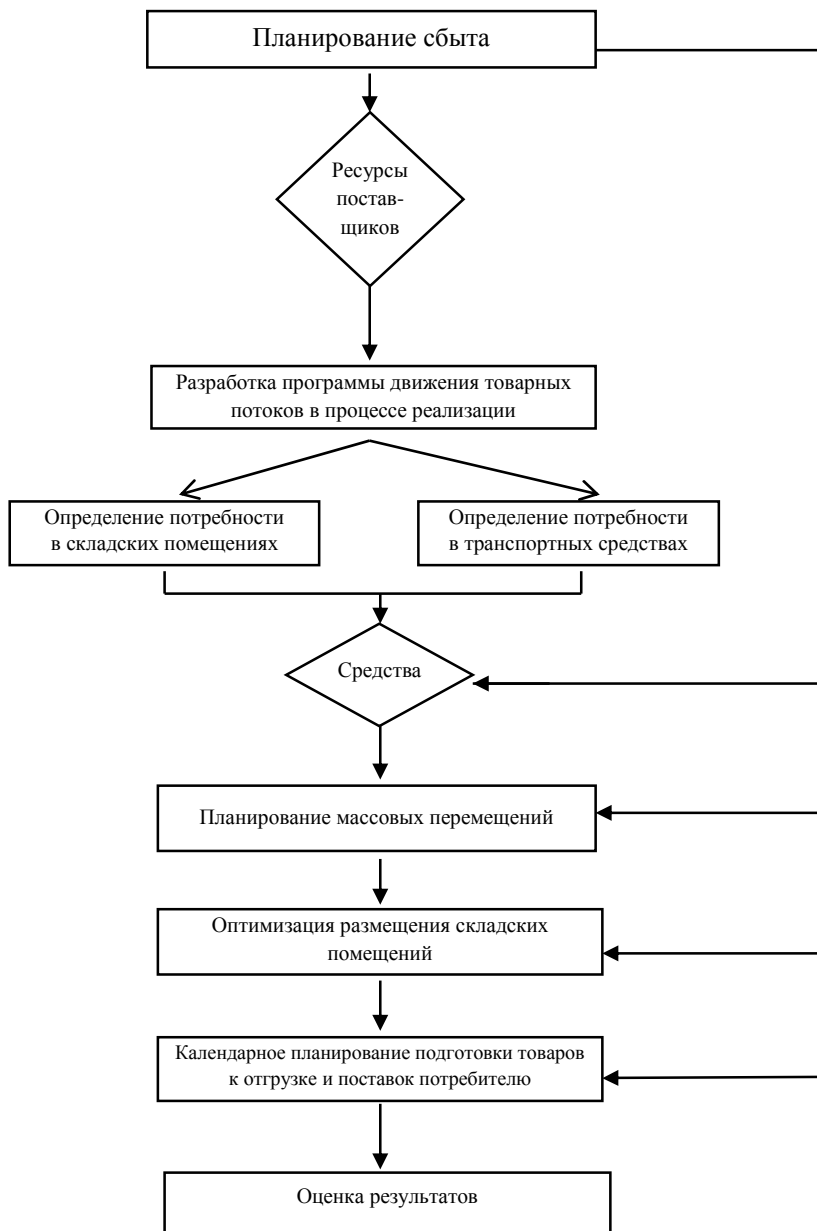 Планирование сбыта
Ресурсы
постав-
щиков
Разработка программы движения товарных
потоков в процессе реализации
Определение потребности
в складских помещениях
Определение потребности
в транспортных средствах
Средства
Планирование массовых перемещений
Оптимизация размещения складских
помещений
Календарное планирование подготовки товаров
к отгрузке и поставок потребителю
Оценка результатов